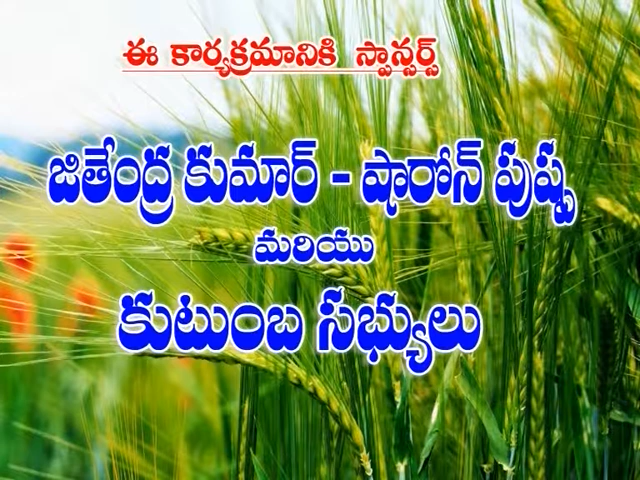 ఈ కార్యక్రమానికి స్పాన్సర్స్
జితేంద్ర కుమార్ - షారోన్ పుష్ప
మరియు
కుటుంబ సభ్యులు